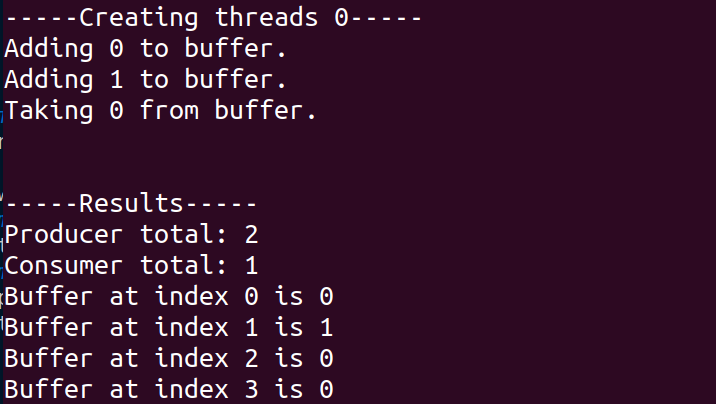 -----Creating threads 0-----
Adding 0 to buffer.
Adding 1 to buffer.
Taking 0 from buffer.
-----Results-----
Producer total: 2
Consumer total: 1
Buffer at index 0 is 0
Buffer at index 1 is 1
Buffer at index 2 is 0
Buffer at index 3 is 0